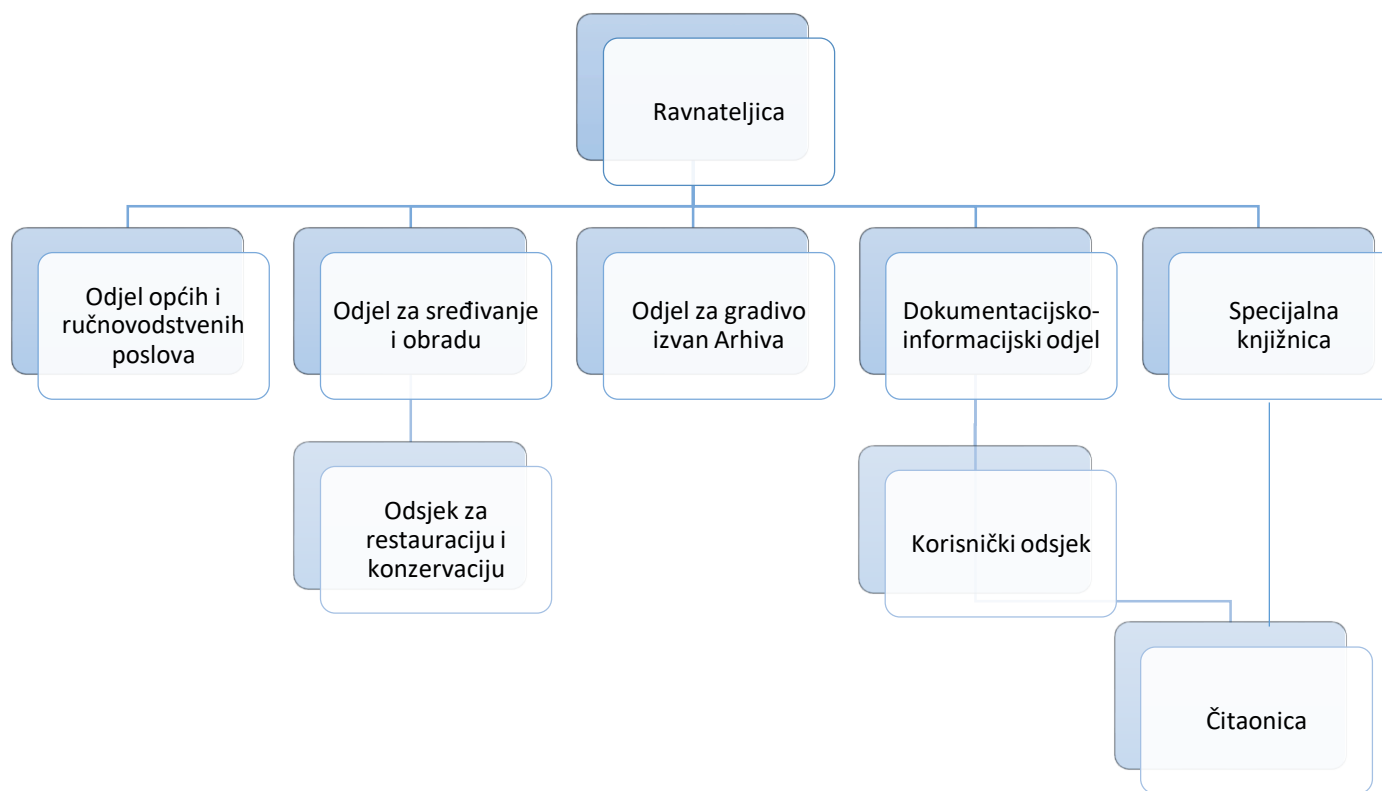 Ravnateljica
Odjel općih i
ručnovodstvenih
poslova
Odjel za sređivanje
i obradu
Odjel za gradivo
izvan Arhiva
Dokumentacijsko-
informacijski odjel
Specijalna
knjižnica
Odsjek za
restauraciju i
konzervaciju
Korisnički odsjek
Čitaonica